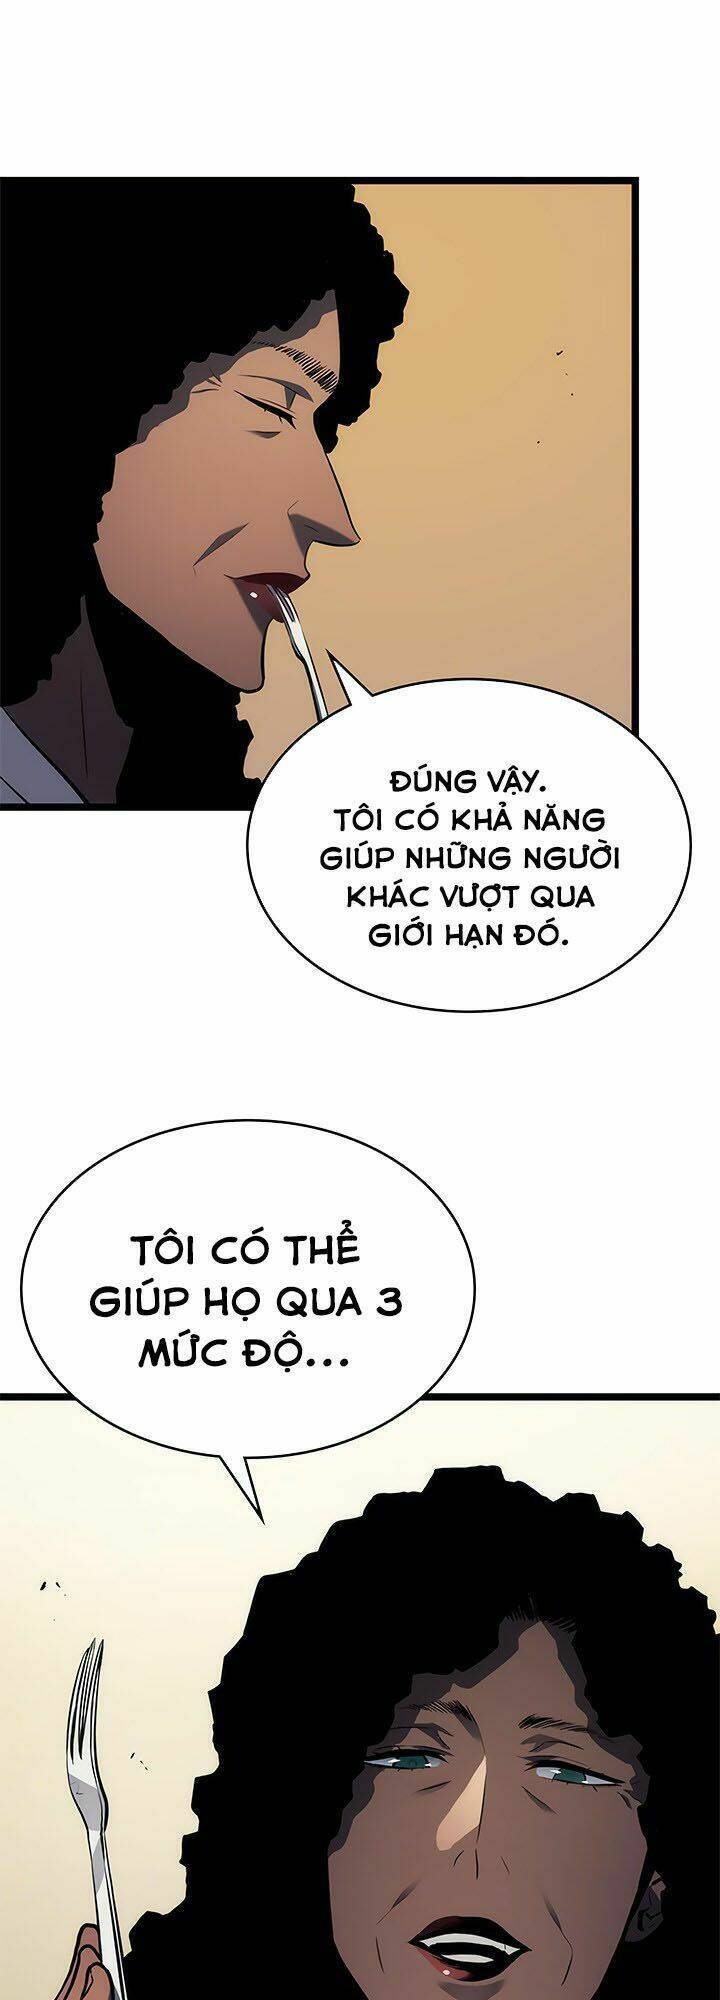 ĐÚNG VẬY.
TÔI CÓ KHẢ NĂNG
GIÚP NHỮNG NGƯỜI
KHÁC VƯỢT QUA
GIỚI HẠN ĐÓ.
TÔI CÓ THỂ
GIÚP HỌ QUA 3
MỨC ĐỘ...